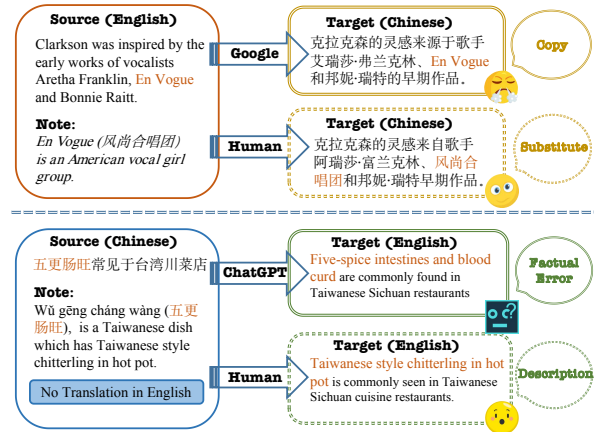 Source (English)
Clarkson was inspired by the
early works of vocalists
Aretha Franklin, En Vogue
and Bonnie Raitt.
Note:
En Vogue (风尚合唱团)
is an American vocal girl
group.
Google
Target (Chinese)
克拉克森的灵感来源于歌手
艾瑞莎·弗兰克林、En Vogue
和邦妮·瑞特的早期作品。
Copy
Human
Target (Chinese)
克拉克森的灵感来自歌手
阿瑞莎·富兰克林、风尚合
唱团和邦妮·瑞特早期作品。
Substitute
Source (Chinese)
五更肠旺常见于台湾川菜店
Note:
Wǔ gēng cháng wàng (五更
肠旺), is a Taiwanese dish
which has Taiwanese style
chitterling in hot pot.
No Translation in English
ChatGPT
Target (English)
Five-spice intestines and blood
curd are commonly found in
Taiwanese Sichuan restaurants
Factual
Error
Human
Target (English)
Taiwanese style chitterling in hot
pot is commonly seen in Taiwanese
Sichuan cuisine restaurants.
Description